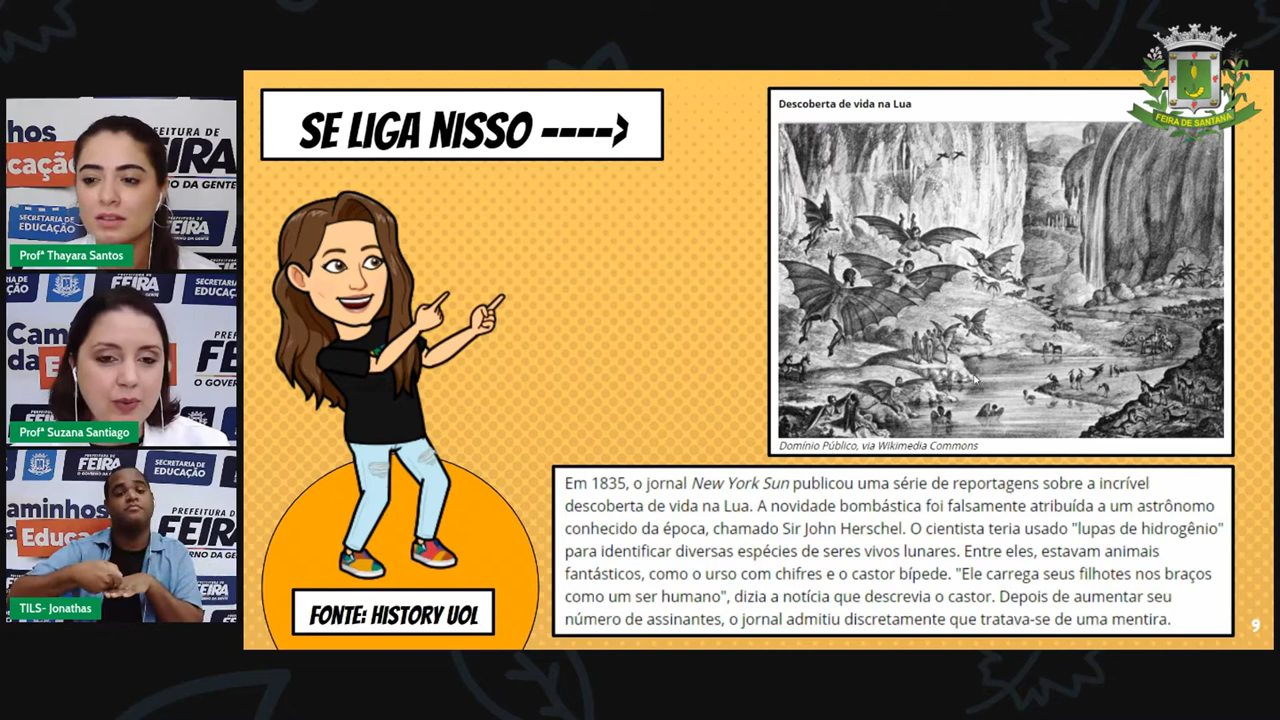 SE LIGA NISSO ---->
Descoberta de vida na Lua
FEIRA DE SANTANA
Domínio Público, via Wikimedia Commons
Em 1835, o jornal New York Sun publicou uma série de reportagens sobre a incrível
descoberta de vida na Lua. A novidade bombástica foi falsamente atribuída a um astrônomo
conhecido da época, chamado Sir John Herschel. O cientista teria usado "lupas de hidrogênio"
para identificar diversas espécies de seres vivos lunares. Entre eles, estavam animais
fantásticos, como o urso com chifres e o castor bípede. "Ele carrega seus filhotes nos braços
como um ser humano", dizia a notícia que descrevia o castor. Depois de aumentar seu
número de assinantes, o jornal admitiu discretamente que tratava-se de uma mentira.
FONTE: HISTORY UOL
9
Profª Thayara Santos
SECRETARIA DE
EDUCAÇÃO
Profª Suzana Santiago
FEIRA
SECRETARIA DE
EDUCAÇÃO
TILS- Jonathas